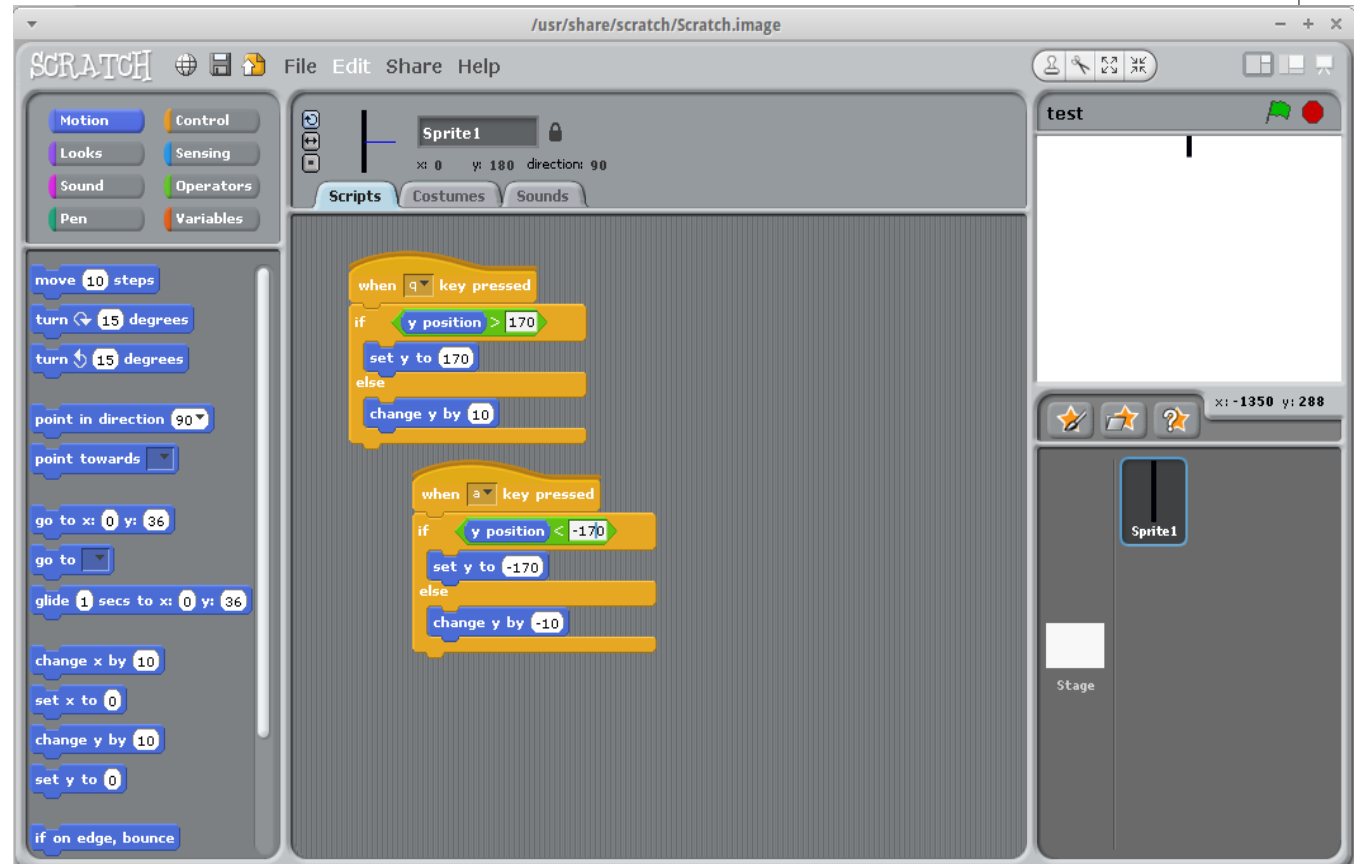 /usr/share/scratch/Scratch.image
SCRATCH File Edit Share Help
Motion Control
Looks Sensing
Sound Operators
Pen Variables
move 10 steps
turn 15 degrees
turn 15 degrees
point in direction 90
point towards
go to x: 0 y: 36
go to
glide 1 secs to x: 0 y: 36
change x by 10
set x to 0
change y by 10
set y to 0
if on edge, bounce
Sprite1
x: 0 y: 180 direction: 90
Scripts Costumes Sounds
when q key pressed
if y position > 170
set y to 170
else
change y by 10
when a key pressed
if y position < -170
set y to -170
else
change y by -10
test
x: -1350 y: 288
Sprite1
Stage